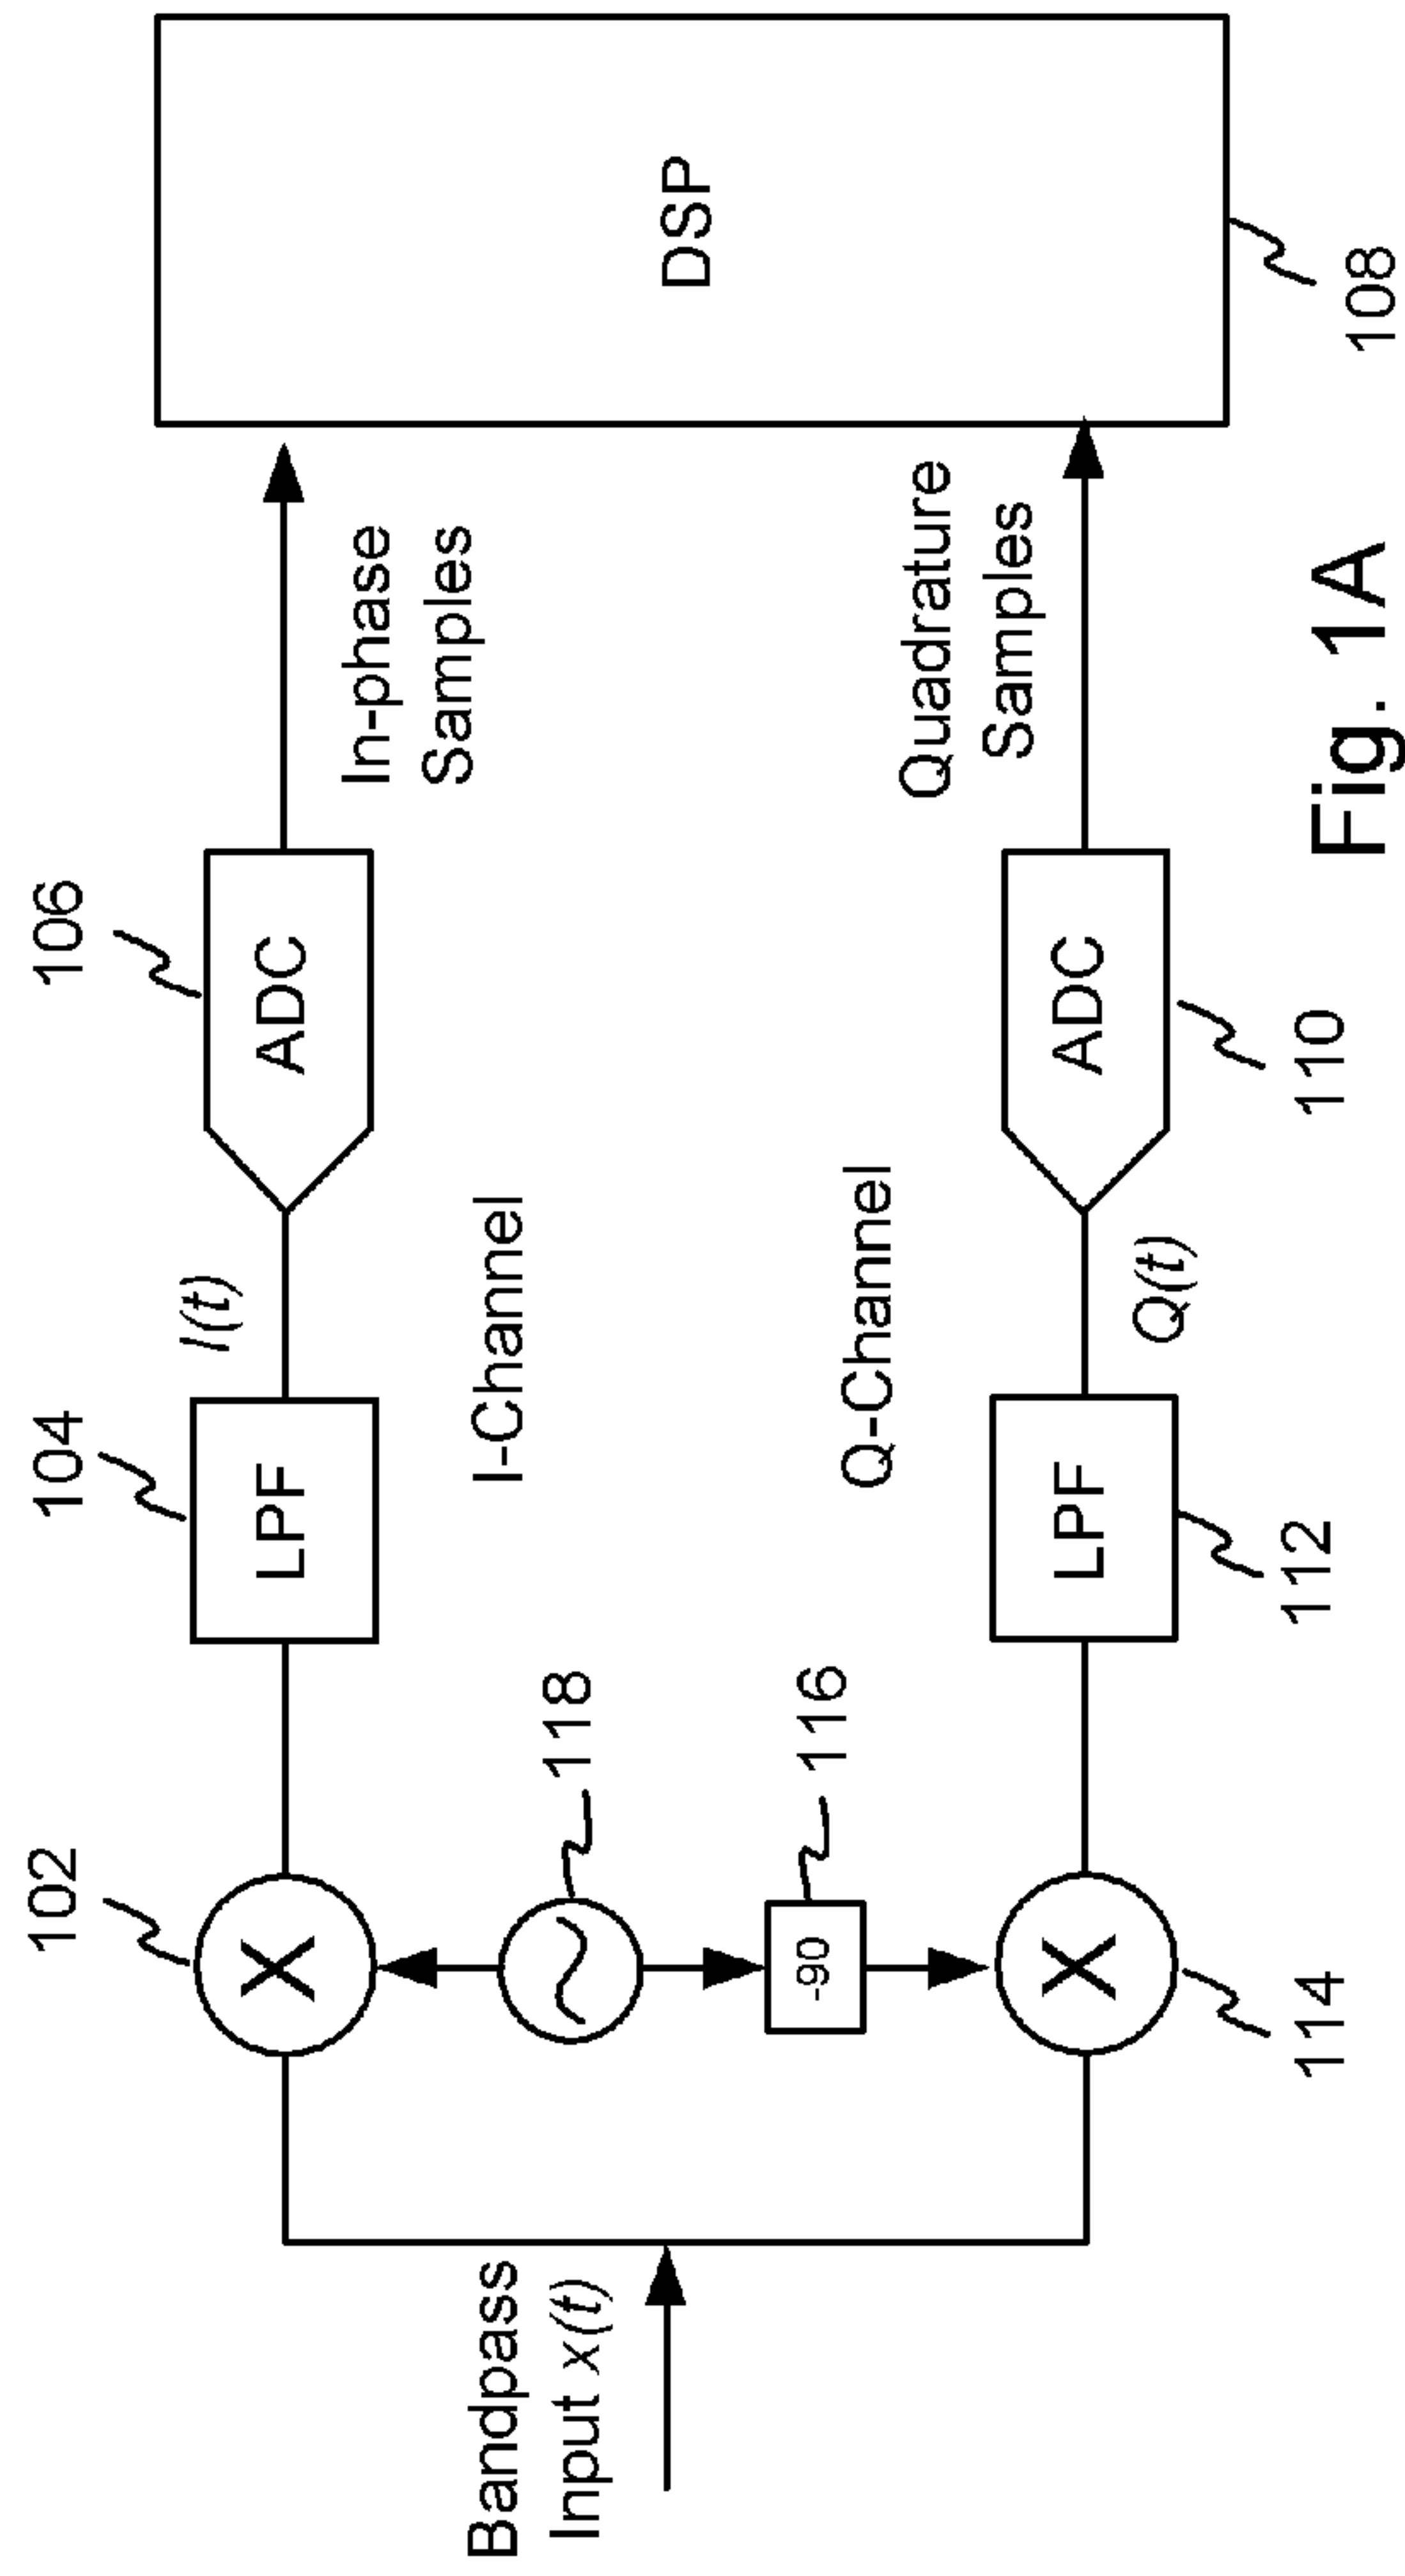 102
104
106
X
LPF
I(t)
ADC
In-phase
Samples
I-Channel
118
Bandpass
Input x(t)
DSP
-90
116
Q-Channel
Quadrature
Samples
X
LPF
Q(t)
ADC
114
112
110
108
Fig. 1A